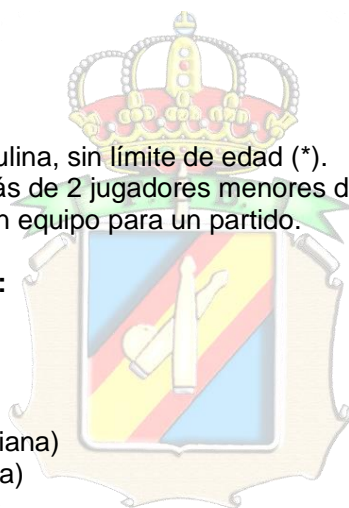 ulina, sin límite de edad (*).
ás de 2 jugadores menores d
n equipo para un partido.
:
iana)
a)